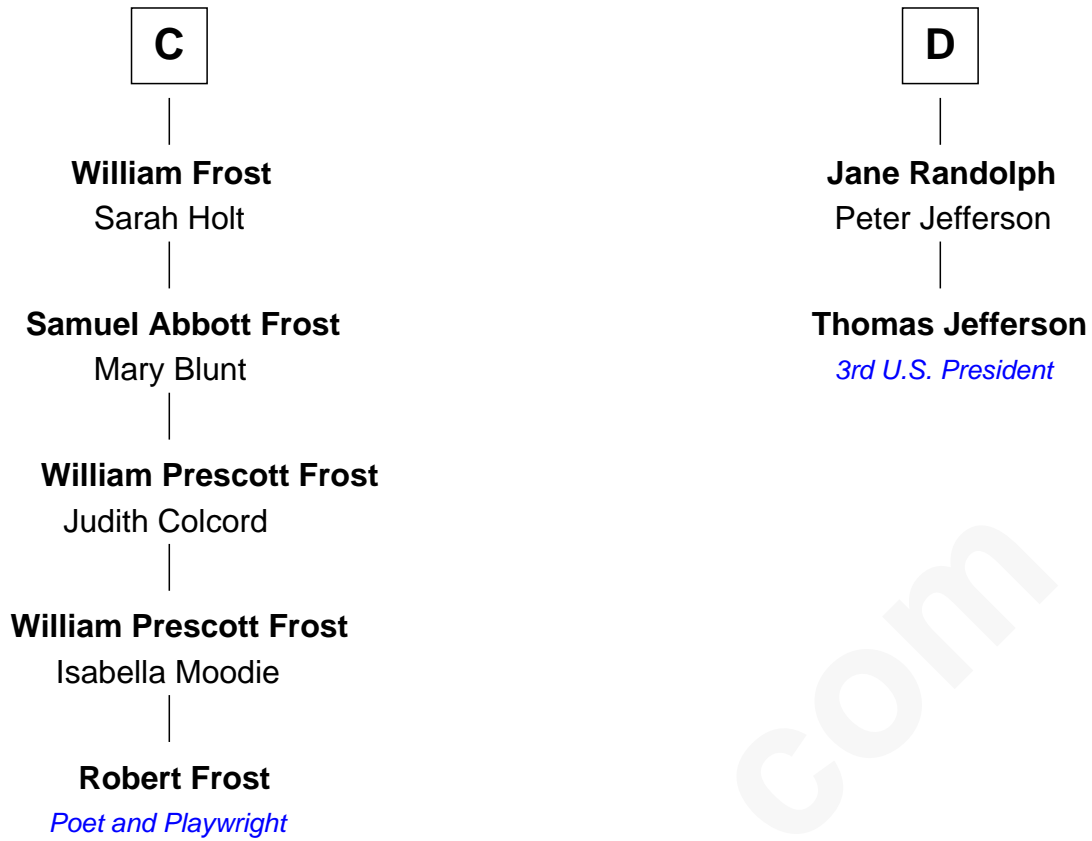 C
William Frost
Sarah Holt
Samuel Abbott Frost
Mary Blunt
William Prescott Frost
Judith Colcord
William Prescott Frost
Isabella Moodie
Robert Frost
Poet and Playwright
D
Jane Randolph
Peter Jefferson
Thomas Jefferson
3rd U.S. President
com